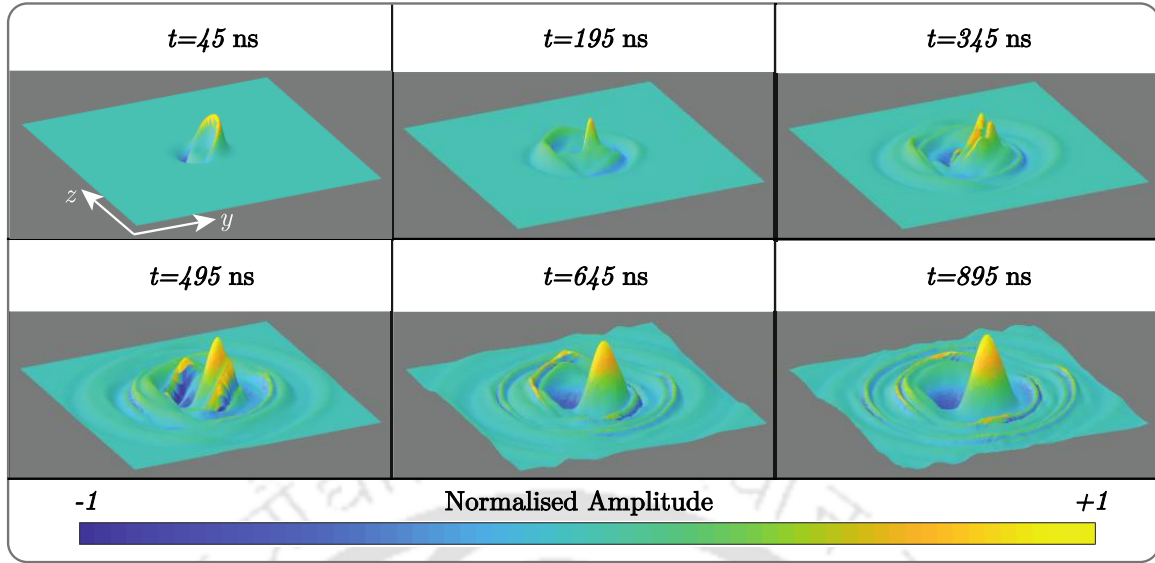 t=45 ns
t=195 ns
t=345 ns
z
y
t=495 ns
t=645 ns
t=895 ns
-1 Normalised Amplitude +1